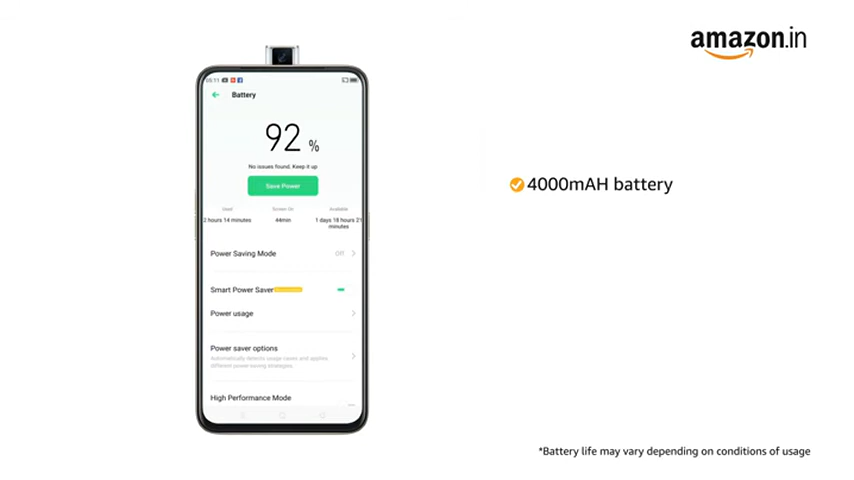 amazon.in
05:11
Battery
92 %
No issues found. Keep it up
Save Power
Used Screen On Available
2 hours 14 minutes 44min 1 days 18 hours 21 minutes
Power Saving Mode Off
Smart Power Saver
Power usage
Power saver options
Automatically detects usage cases and applies
different power-saving strategies.
High Performance Mode
4000mAH battery
*Battery life may vary depending on conditions of usage